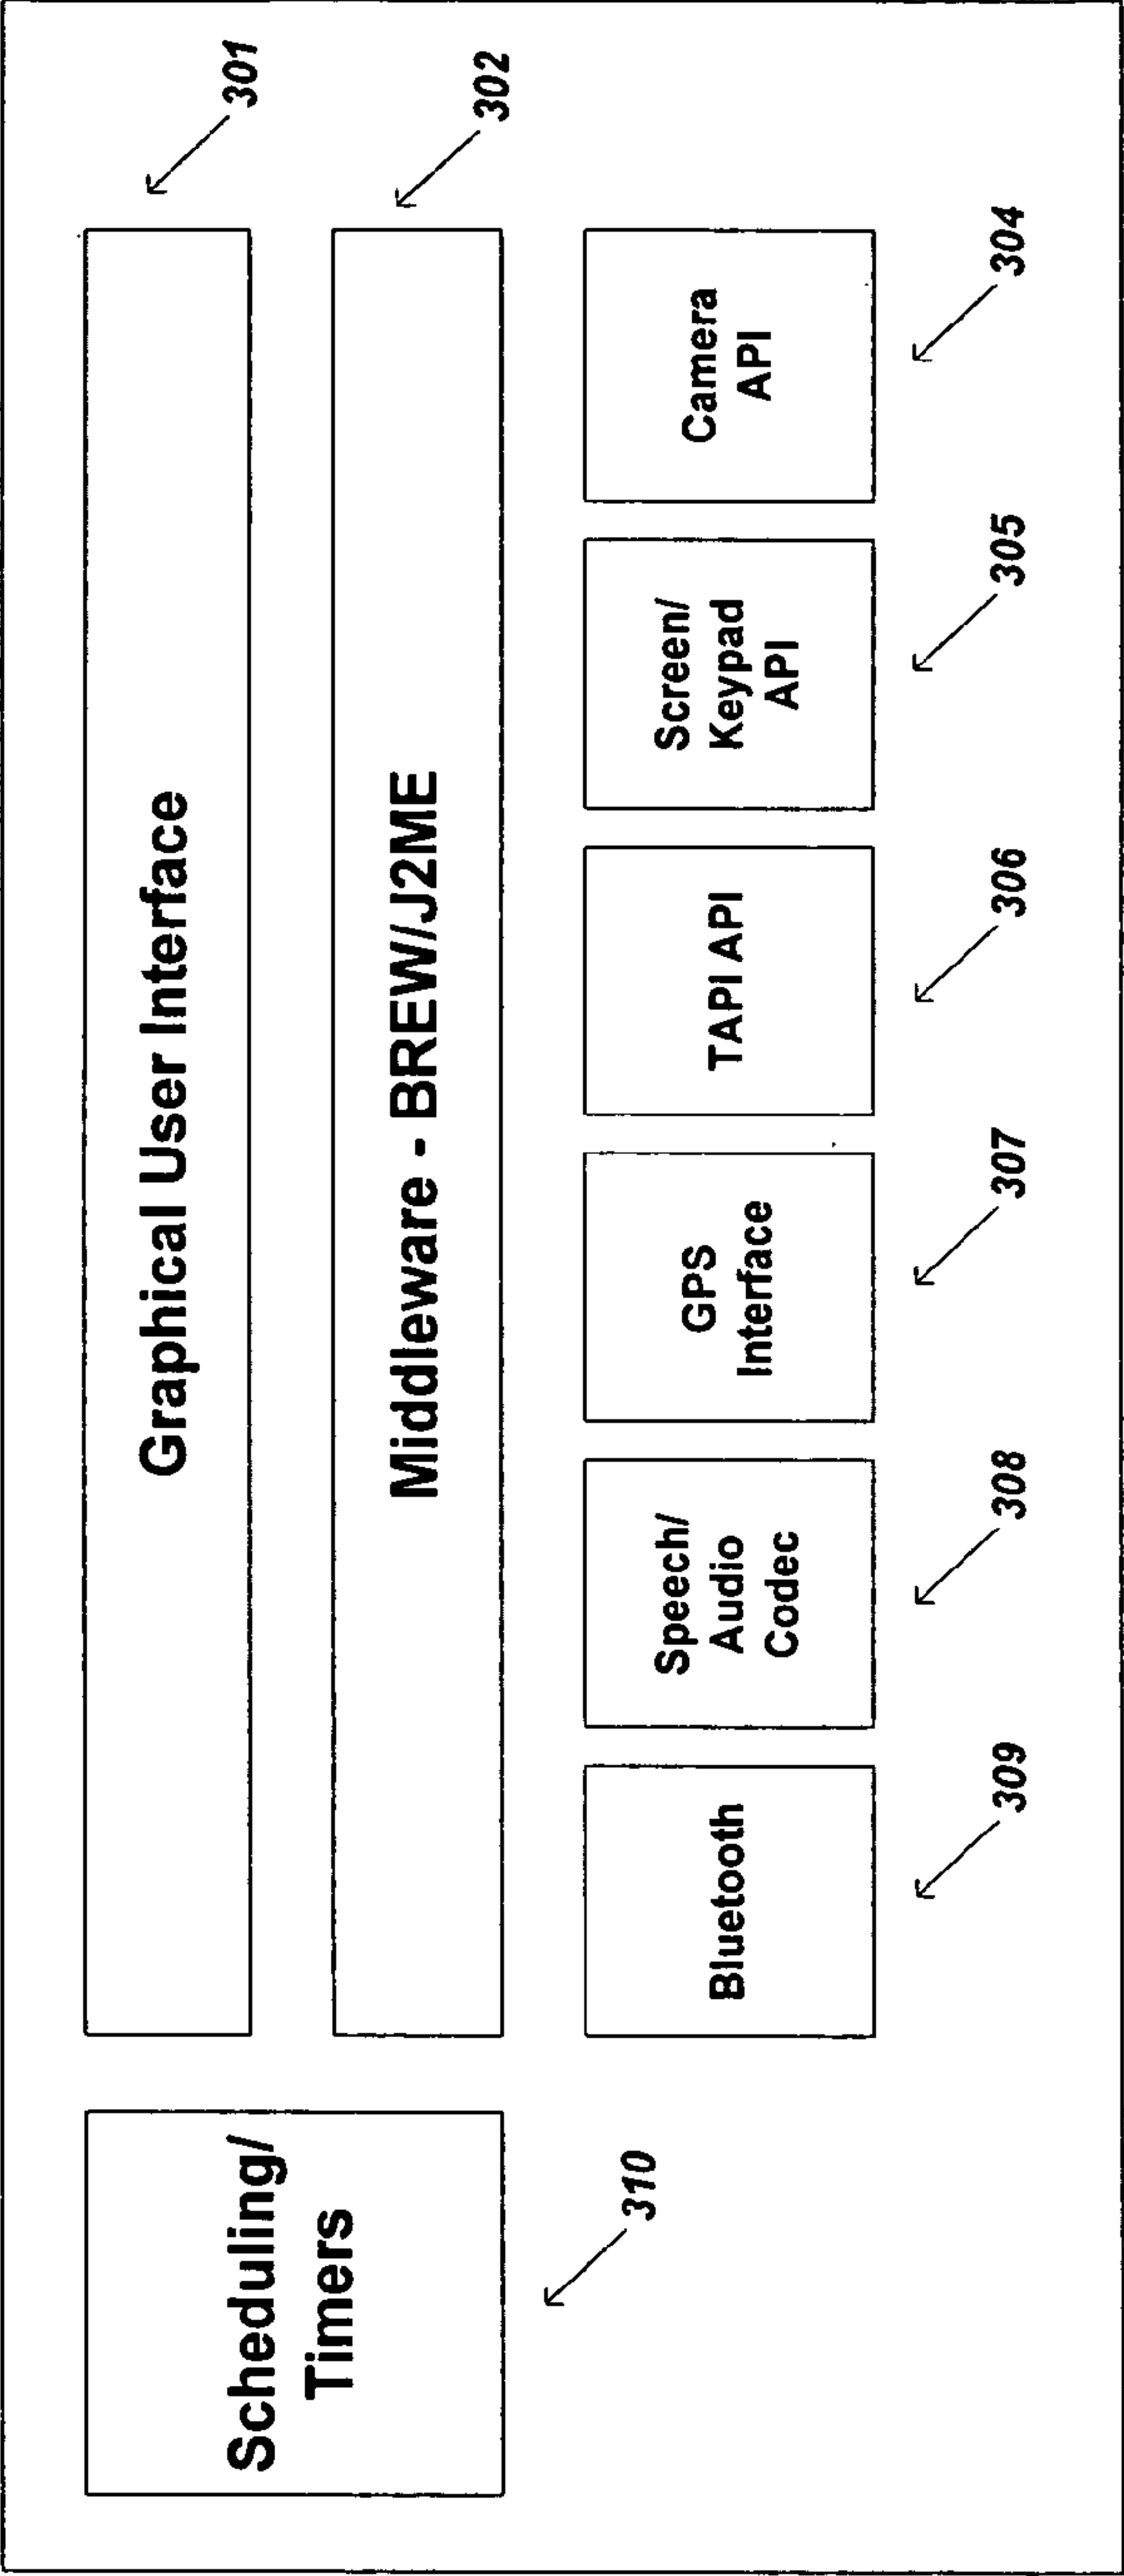 Graphical User Interface
301
Scheduling/
Timers
Middleware - BREW/J2ME
302
310
Bluetooth
Speech/
Audio
Codec
GPS
Interface
TAPI API
Screen/
Keypad
API
Camera
API
309
308
307
306
305
304